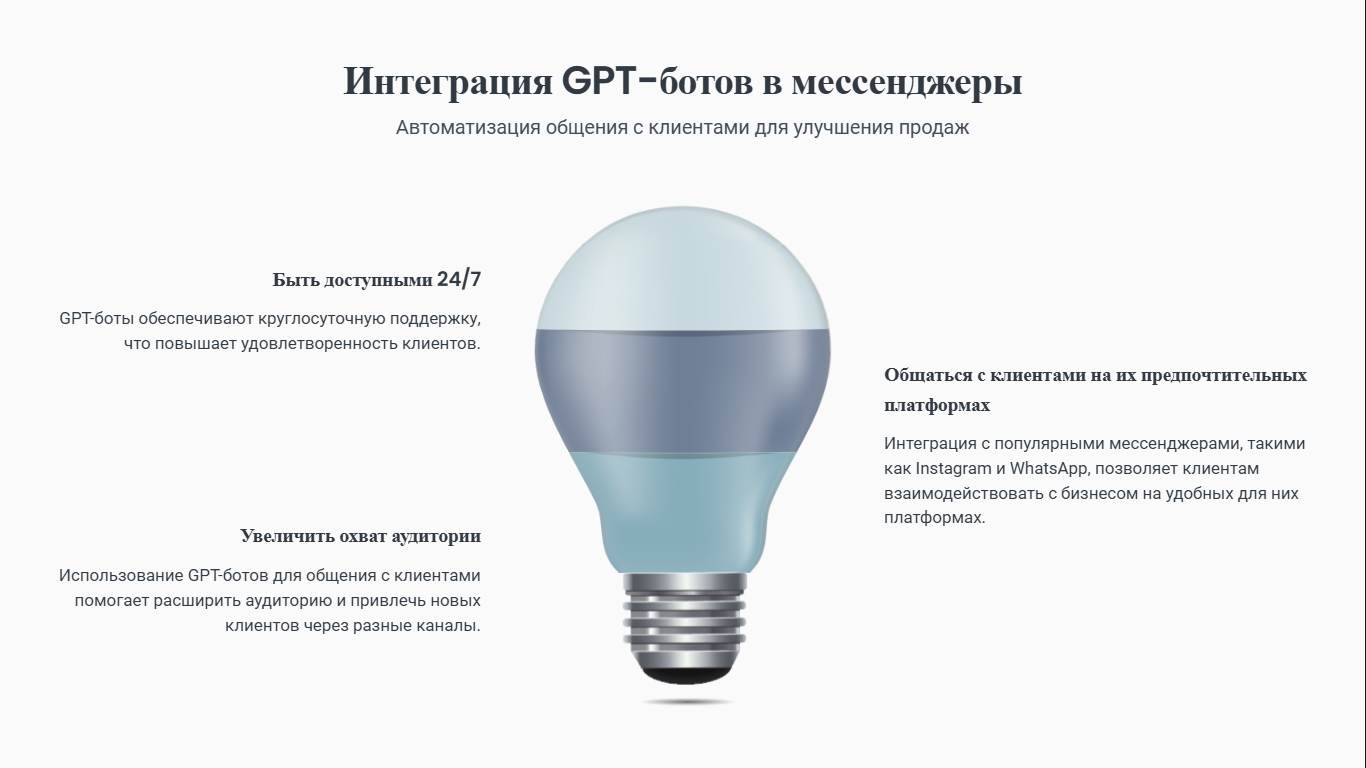 Интеграция GPT-ботов в мессенджеры
Автоматизация общения с клиентами для улучшения продаж
Быть доступными 24/7
GPT-боты обеспечивают круглосуточную поддержку,
что повышает удовлетворенность клиентов.
Общаться с клиентами на их предпочтительных
платформах
Интеграция с популярными мессенджерами, такими
как Instagram и WhatsApp, позволяет клиентам
взаимодействовать с бизнесом на удобных для них
платформах.
Увеличить охват аудитории
Использование GPT-ботов для общения с клиентами
помогает расширить аудиторию и привлечь новых
клиентов через разные каналы.